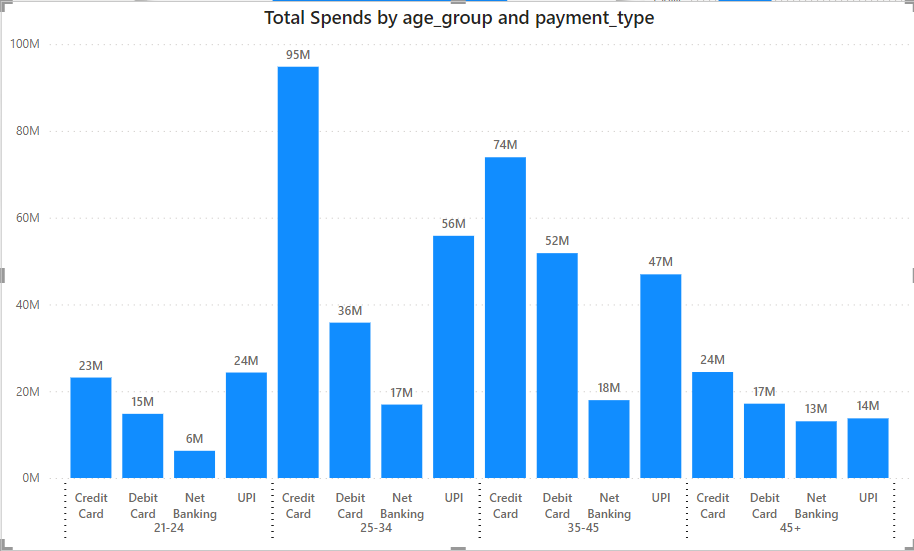 Total Spends by age_group and payment_type
100M
80M
60M
40M
20M
0M
23M
15M
6M
24M
95M
36M
17M
56M
74M
52M
18M
47M
24M
17M
13M
14M
Credit Card
Debit Card
Net Banking
UPI
Credit Card
Debit Card
Net Banking
UPI
Credit Card
Debit Card
Net Banking
UPI
Credit Card
Debit Card
Net Banking
UPI
21-24
25-34
35-45
45+